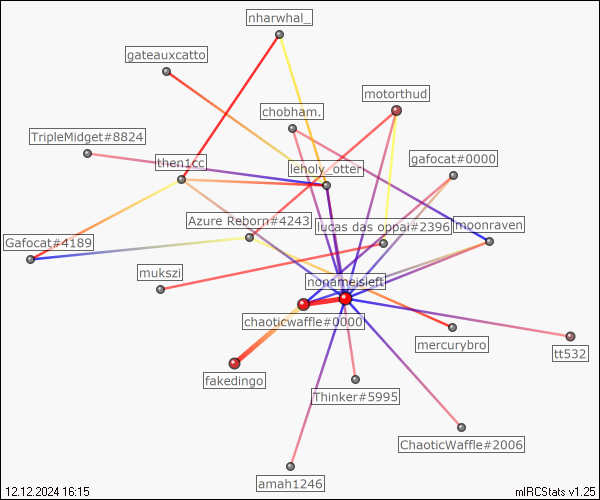 nharwhal_
gateauxcatto
motorthud
chobham.
TripleMidget#8824
then1cc
leholy_otter
gafocat#0000
Azure Reborn#4243
lucas das oppai#2396
moonraven
Gafocat#4189
mukszi
nonameisleft
chaoticwaffle#0000
mercurybro
tt532
fakedingo
Thinker#5995
ChaoticWaffle#2006
amah1246
12.12.2024 16:15
mIRCStats v1.25